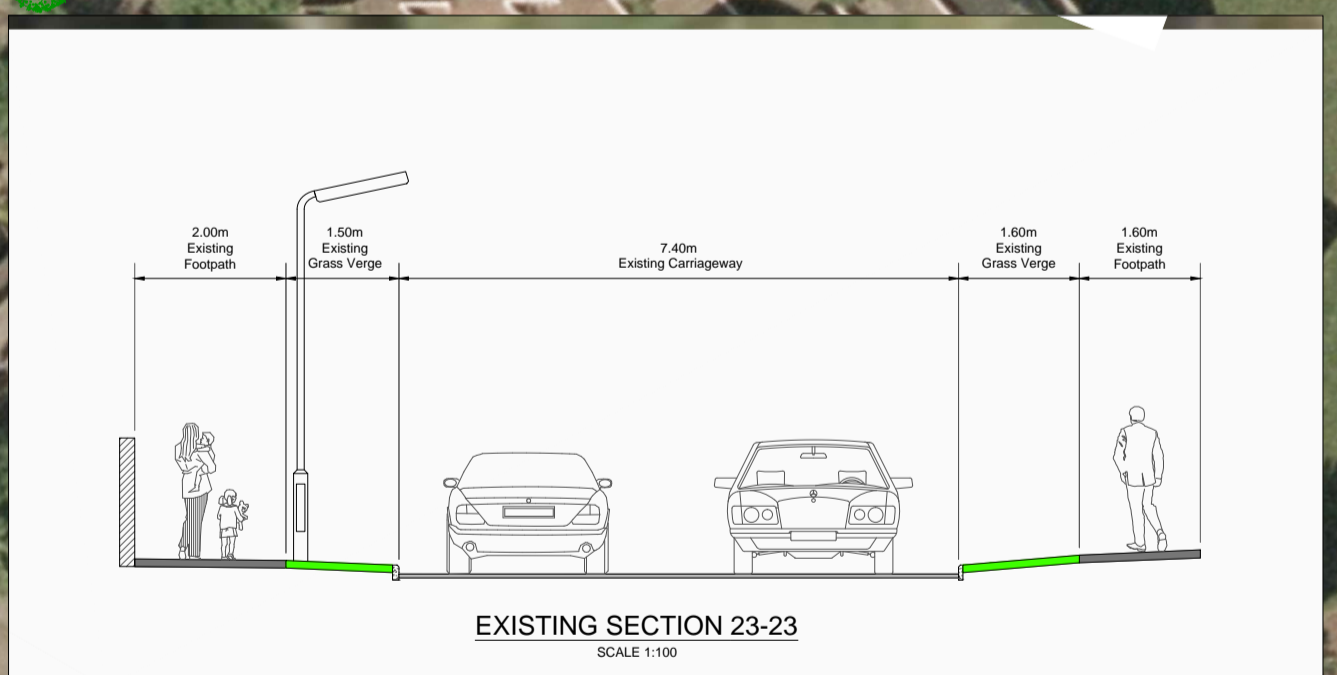 2.00m
Existing
Footpath
1.50m
Existing
Grass Verge
7.40m
Existing Carriageway
1.60m
Existing
Grass Verge
1.60m
Existing
Footpath
EXISTING SECTION 23-23
SCALE 1:100